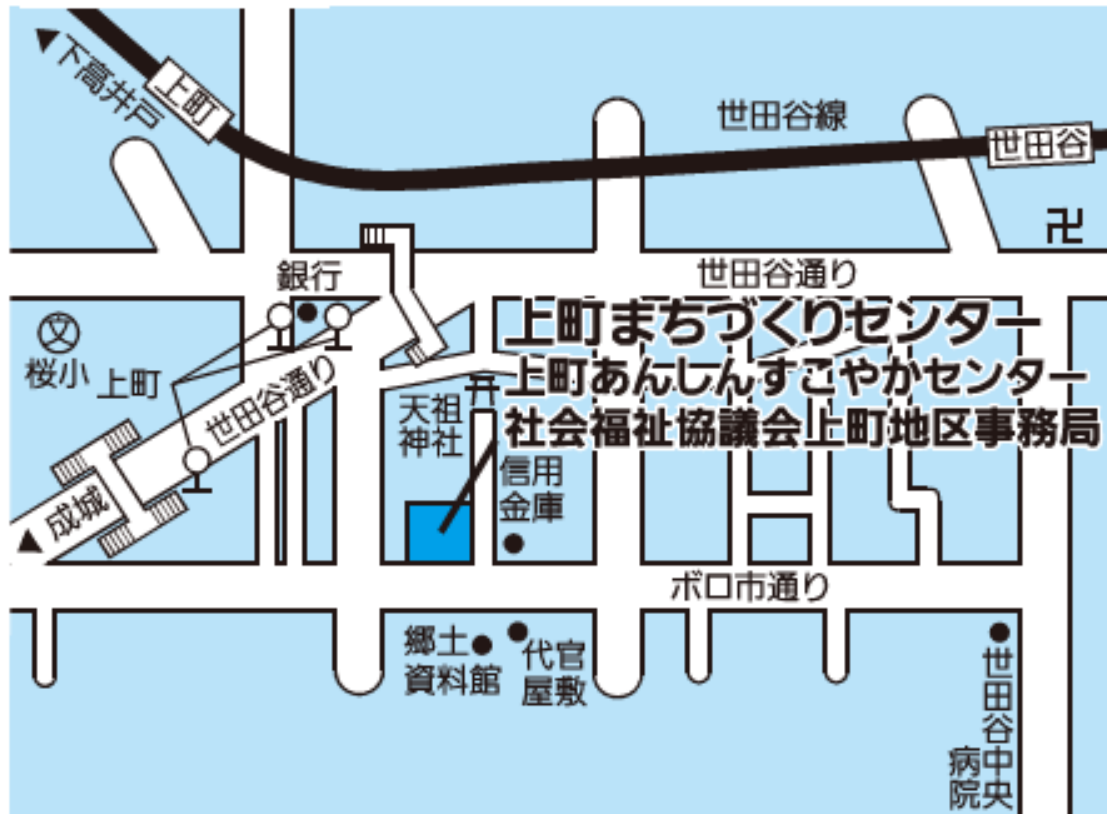 ▲下高井戸
上町
世田谷線
世田谷
卍
世田谷通り
銀行
上町まちづくりセンター
上町あんしんすこやかセンター
社会福祉協議会上町地区事務局
文
桜小
上町
世田谷通り
天祖
神社
信用
金庫
▲成城
ボロ市通り
郷土
資料館
代官
屋敷
世田谷中央
病院